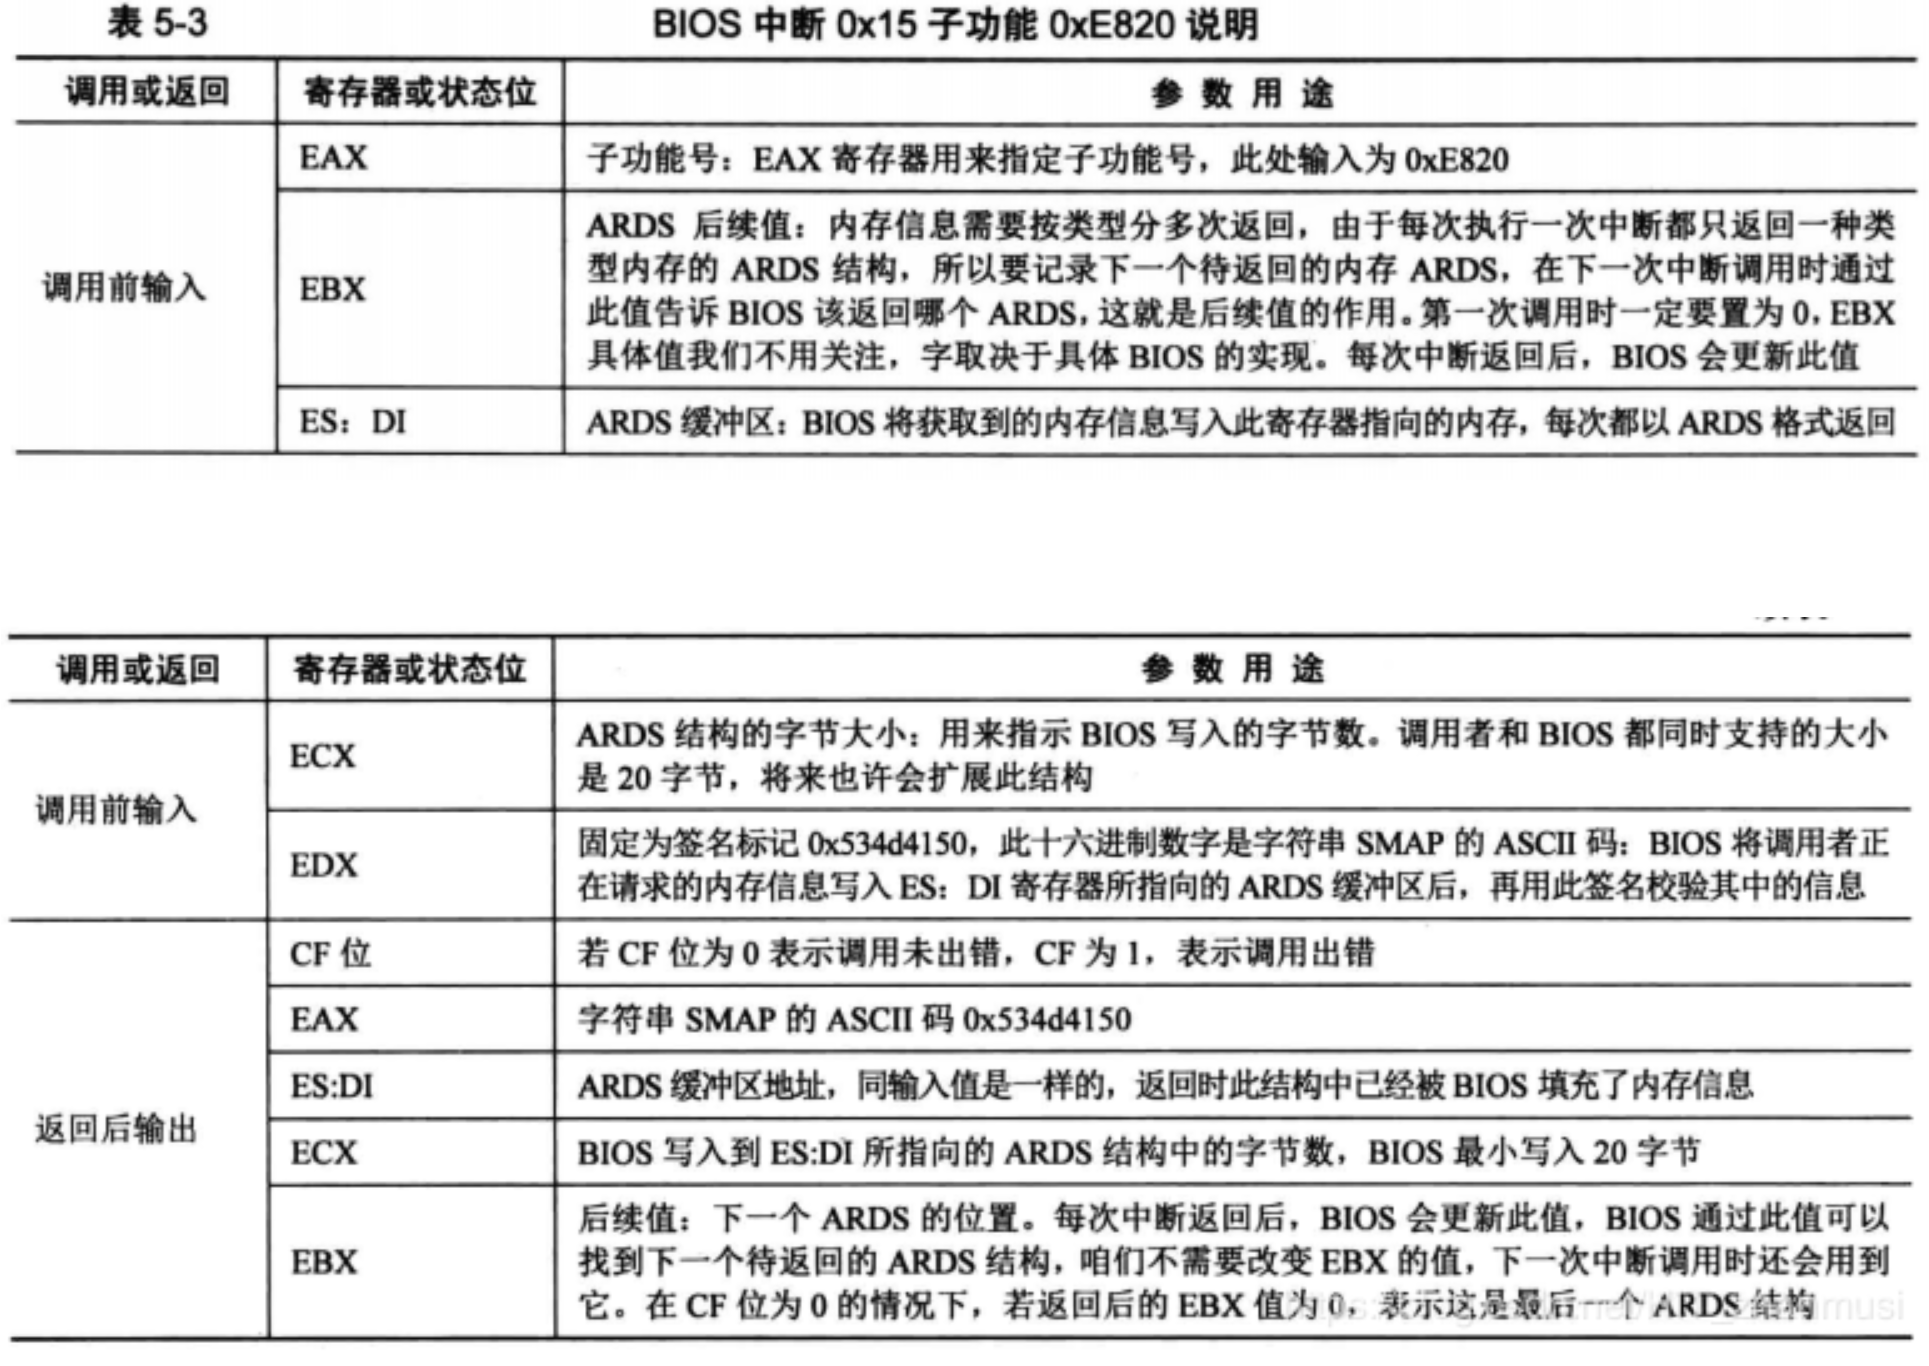 表 5-3 BIOS 中断 0x15 子功能 0xE820 说明
调用或返回 寄存器或状态位 参 数 用 途
调用前输入
EAX 子功能号：EAX 寄存器用来指定子功能号，此处输入为 0xE820
EBX
ARDS 后续值：内存信息需要按类型分多次返回，由于每次执行一次中断都只返回一种类
型内存的 ARDS 结构，所以要记录下一个待返回的内存 ARDS，在下一次中断调用时通过
此值告诉 BIOS 该返回哪个 ARDS，这就是后续值的作用。第一次调用时一定要置为 0，EBX
具体值我们不用关注，字取决于具体 BIOS 的实现。每次中断返回后，BIOS 会更新此值
ES：DI ARDS 缓冲区：BIOS 将获取到的内存信息写入此寄存器指向的内存，每次都以 ARDS 格式返回
调用或返回 寄存器或状态位 参 数 用 途
调用前输入
ECX
ARDS 结构的字节大小：用来指示 BIOS 写入的字节数。调用者和 BIOS 都同时支持的大小
是 20 字节，将来也许会扩展此结构
EDX
固定为签名标记 0x534d4150，此十六进制数字是字符串 SMAP 的 ASCII 码：BIOS 将调用者正
在请求的内存信息写入 ES：DI 寄存器所指向的 ARDS 缓冲区后，再用此签名校验其中的信息
返回后输出
CF 位 若 CF 位为 0 表示调用未出错，CF 为 1，表示调用出错
EAX 字符串 SMAP 的 ASCII 码 0x534d4150
ES:DI ARDS 缓冲区地址，同输入值是一样的，返回时此结构中已经被 BIOS 填充了内存信息
ECX BIOS 写入到 ES:DI 所指向的 ARDS 结构中的字节数，BIOS 最小写入 20 字节
EBX
后续值：下一个 ARDS 的位置。每次中断返回后，BIOS 会更新此值，BIOS 通过此值可以
找到下一个待返回的 ARDS 结构，咱们不需要改变 EBX 的值，下一次中断调用时还会用到
它。在 CF 位为 0 的情况下，若返回后的 EBX 值为 0，表示这是最后一个 ARDS 结构